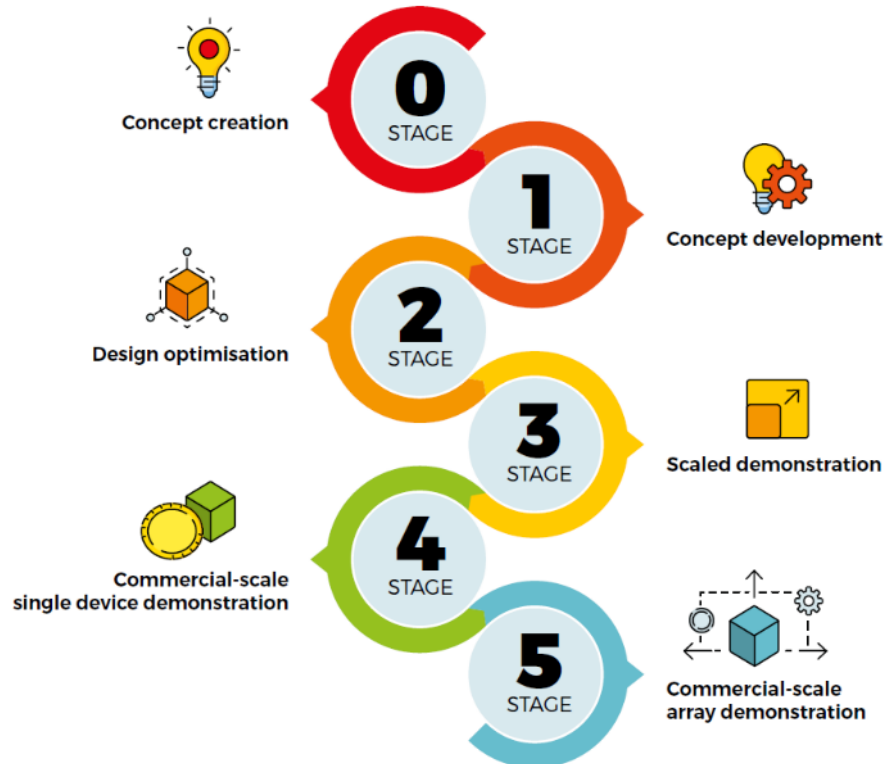 0
STAGE
Concept creation
1
STAGE
Concept development
2
STAGE
Design optimisation
3
STAGE
Scaled demonstration
4
STAGE
Commercial-scale
single device demonstration
5
STAGE
Commercial-scale
array demonstration